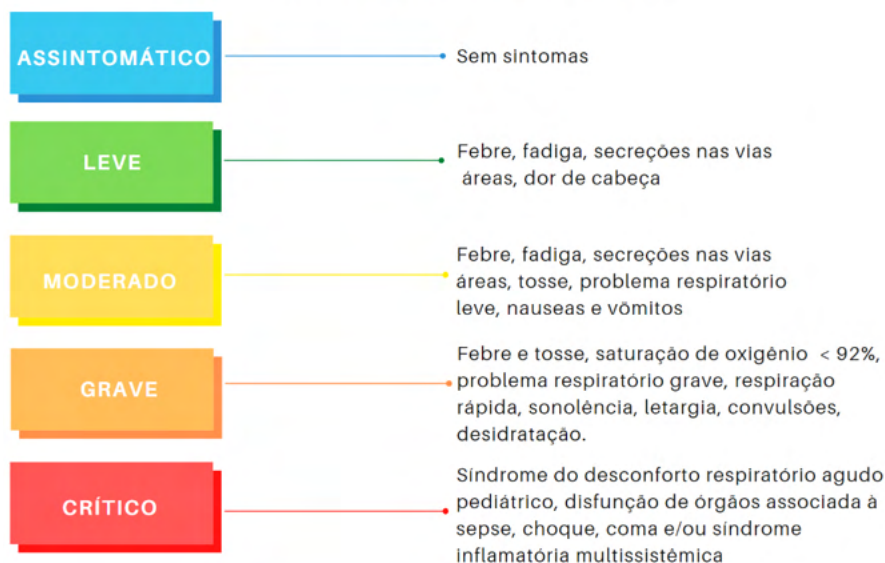 ASSINTOMÁTICO
Sem sintomas
LEVE
Febre, fadiga, secreções nas vias
áreas, dor de cabeça
MODERADO
Febre, fadiga, secreções nas vias
áreas, tosse, problema respiratório
leve, nauseas e vômitos
GRAVE
Febre e tosse, saturação de oxigênio < 92%,
problema respiratório grave, respiração
rápida, sonolência, letargia, convulsões,
desidratação.
CRÍTICO
Síndrome do desconforto respiratório agudo
pediátrico, disfunção de órgãos associada à
sepse, choque, coma e/ou síndrome
inflamatória multissistêmica